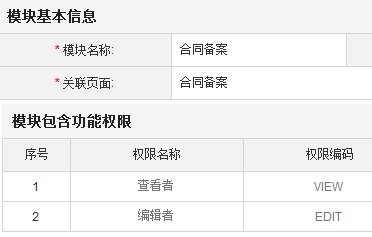 模块基本信息
* 模块名称: 合同备案
* 关联页面: 合同备案
模块包含功能权限
序号 权限名称 权限编码
1 查看者 VIEW
2 编辑者 EDIT